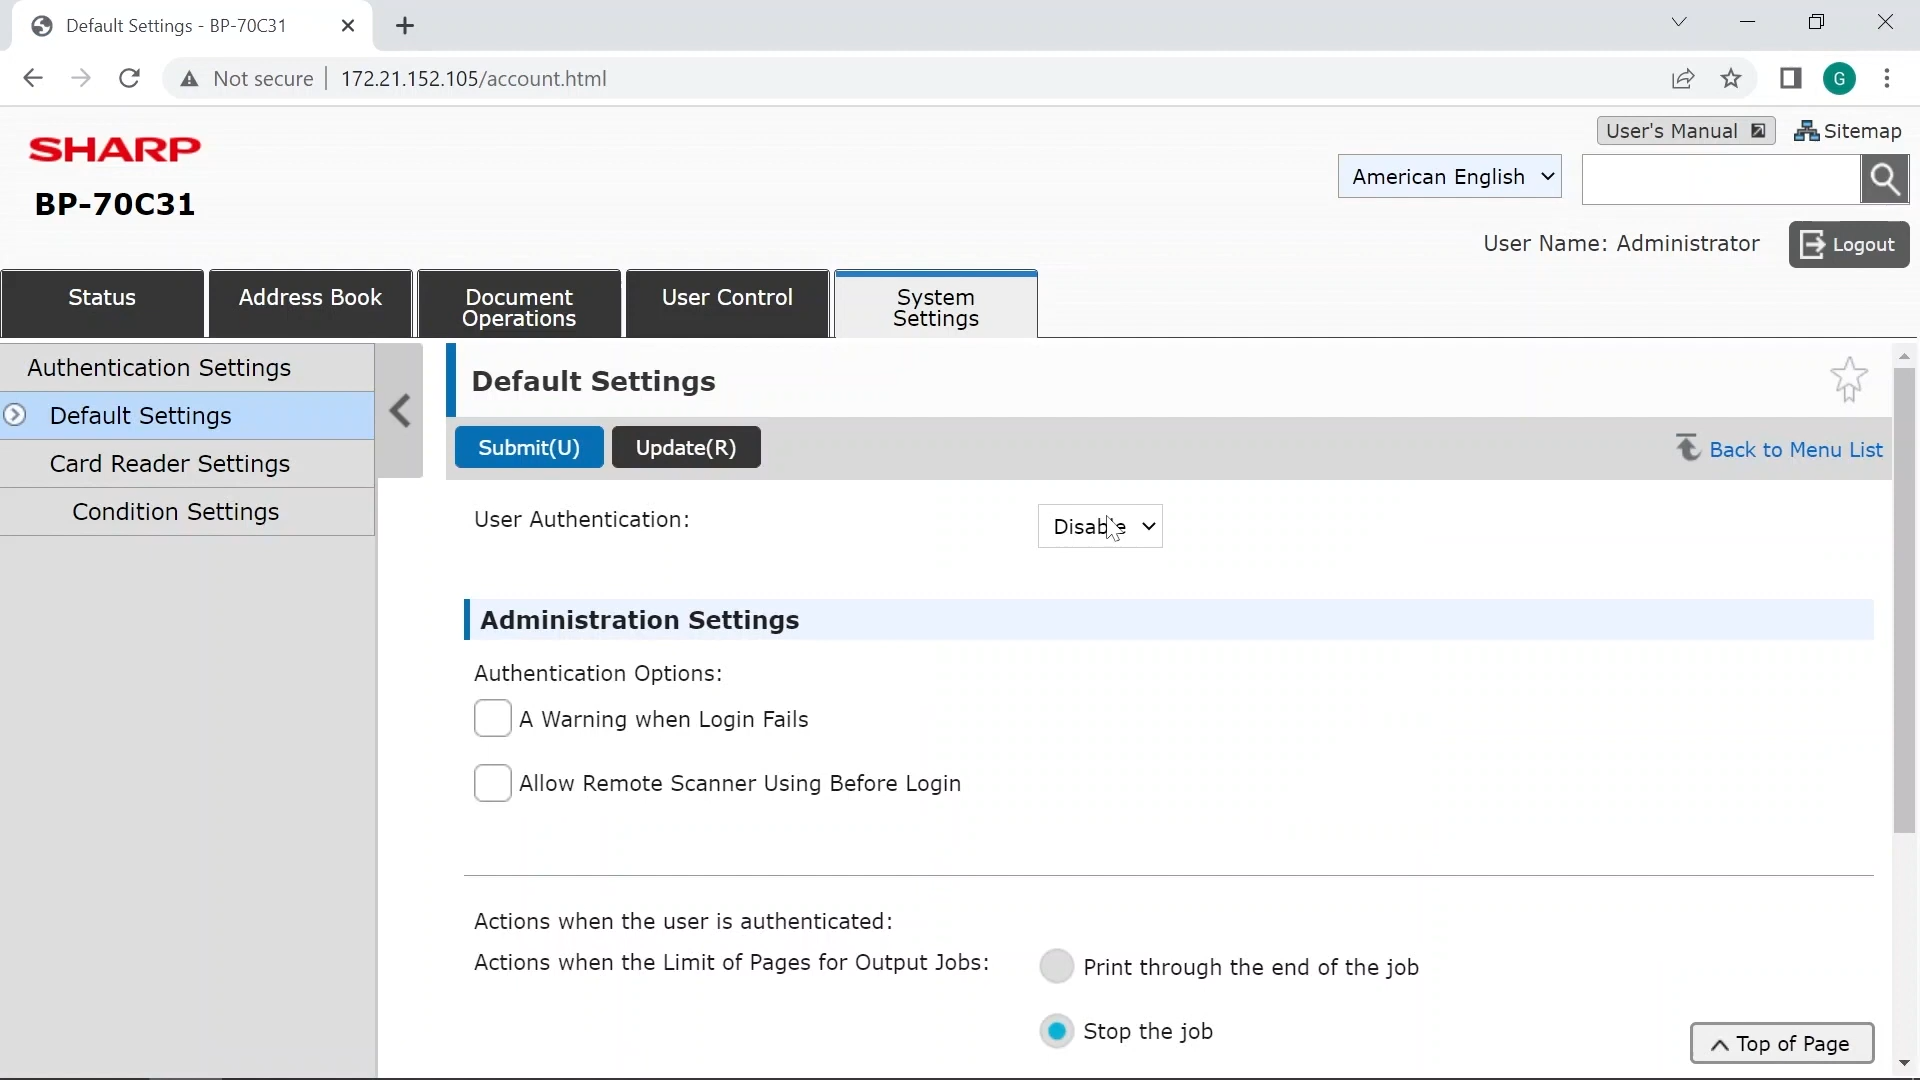 Default Settings - BP-70C31
Not secure
172.21.152.105/account.html
G
SHARP
BP-70C31
User's Manual
Sitemap
American English
User Name: Administrator
Logout
Status
Address Book
Document
Operations
User Control
System
Settings
Authentication Settings
Default Settings
Card Reader Settings
Condition Settings
Default Settings
Submit(U)
Update(R)
Back to Menu List
User Authentication:
Disable
Administration Settings
Authentication Options:
A Warning when Login Fails
Allow Remote Scanner Using Before Login
Actions when the user is authenticated:
Actions when the Limit of Pages for Output Jobs:
Print through the end of the job
Stop the job
Top of Page